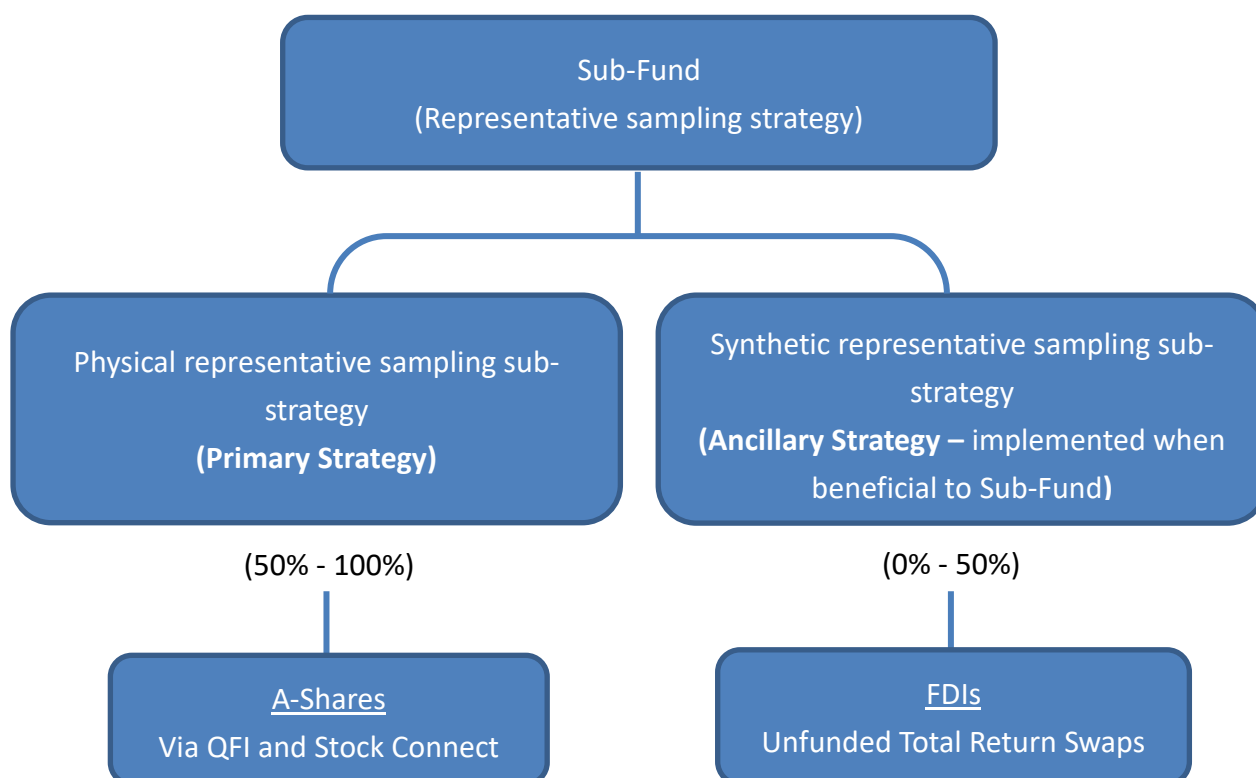 Sub-Fund
(Representative sampling strategy)
Physical representative sampling sub-
strategy
(Primary Strategy)
Synthetic representative sampling sub-
strategy
(Ancillary Strategy – implemented when
beneficial to Sub-Fund)
(50% - 100%)
(0% - 50%)
A-Shares
Via QFI and Stock Connect
FDIs
Unfunded Total Return Swaps